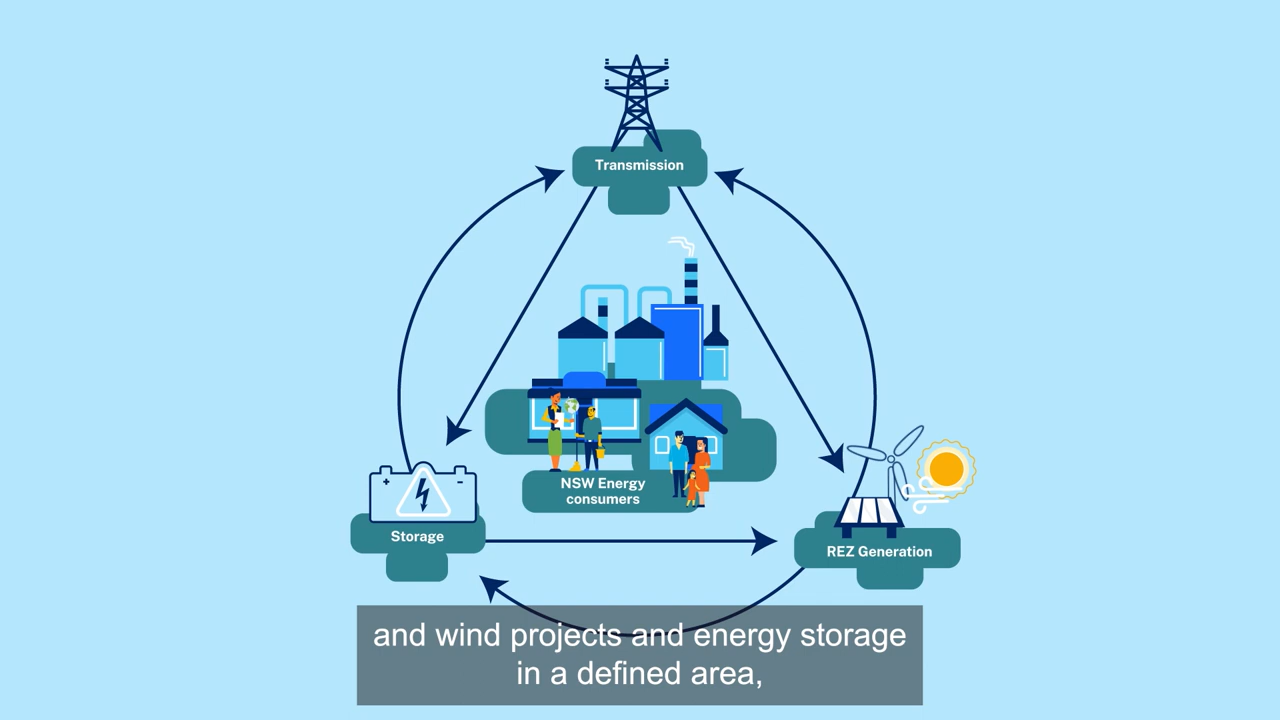 Transmission
NSW Energy
consumers
Storage
REZ Generation
and wind projects and energy storage
in a defined area,